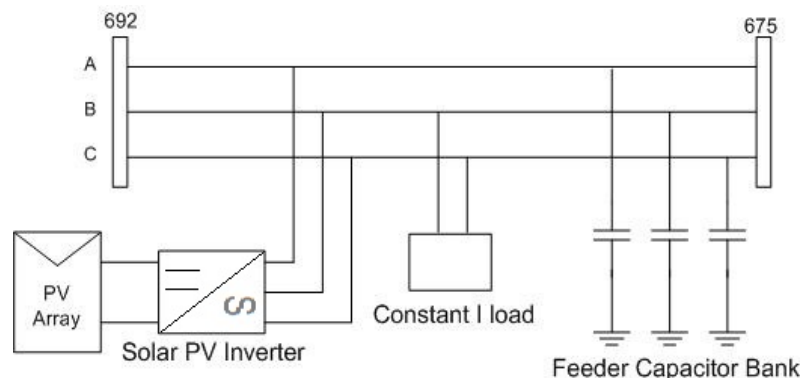 692
675
A
B
C
PV
Array
Solar PV Inverter
Constant I load
Feeder Capacitor Bank